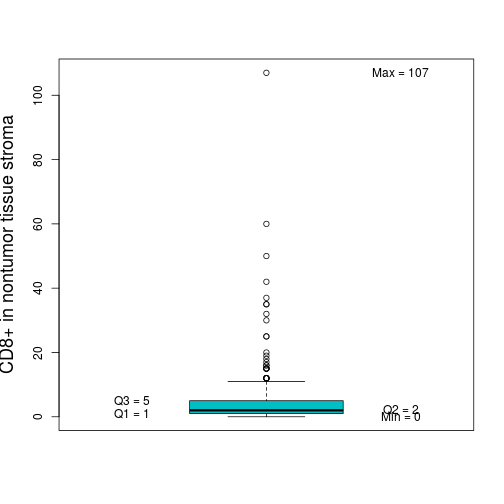 Max = 107
CD8+ in nontumor tissue stroma
100
80
60
40
20
0
Q3 = 5
Q1 = 1
Q2 = 2
Min = 0